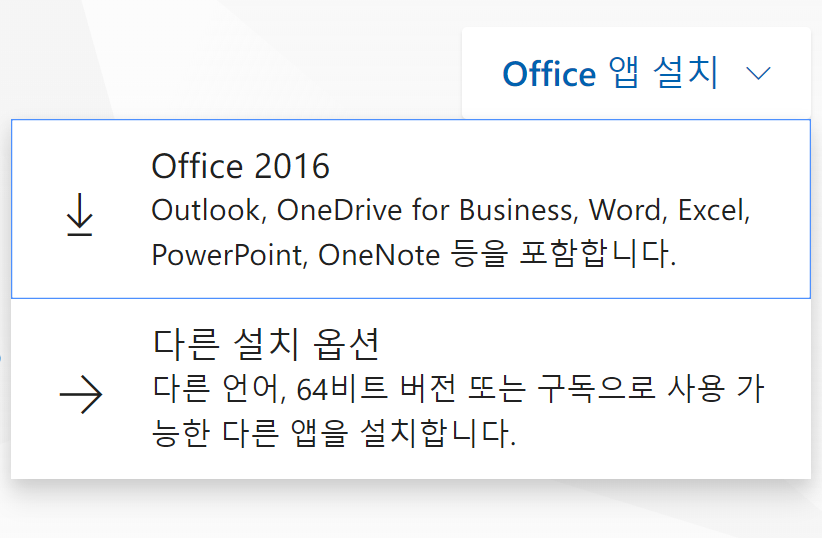 Office 앱 설치
Office 2016
Outlook, OneDrive for Business, Word, Excel,
PowerPoint, OneNote 등을 포함합니다.
다른 설치 옵션
다른 언어, 64비트 버전 또는 구독으로 사용 가
능한 다른 앱을 설치합니다.